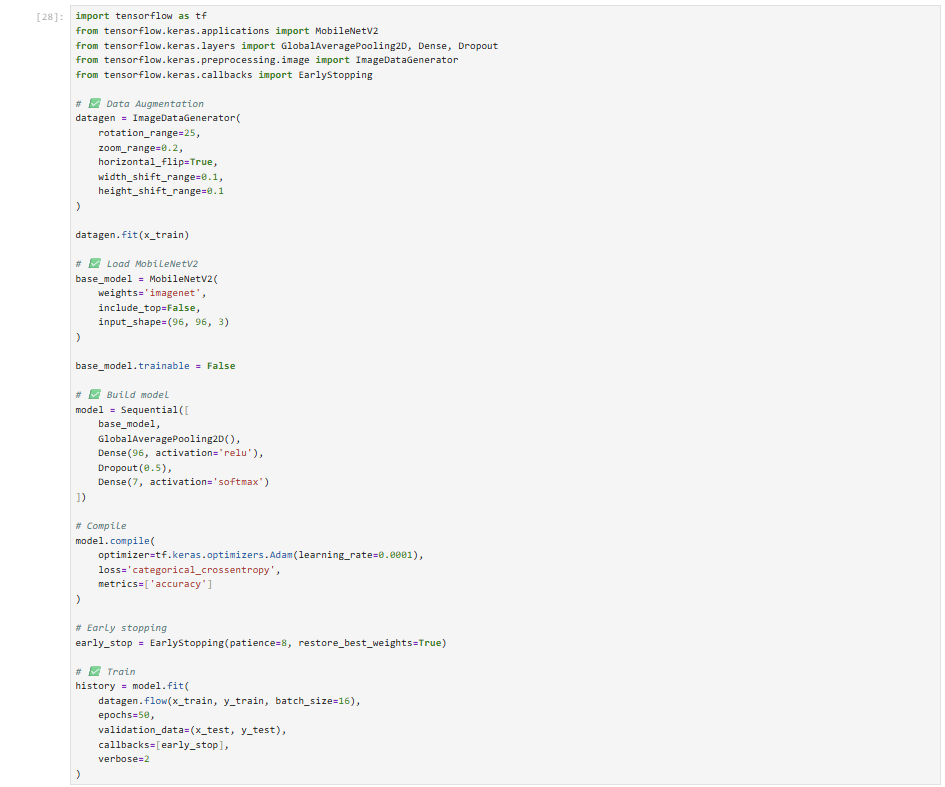 [28]:
import tensorflow as tf
from tensorflow.keras.applications import MobileNetV2
from tensorflow.keras.layers import GlobalAveragePooling2D, Dense, Dropout
from tensorflow.keras.preprocessing.image import ImageDataGenerator
from tensorflow.keras.callbacks import EarlyStopping

# ✅ Data Augmentation
datagen = ImageDataGenerator(
    rotation_range=25,
    zoom_range=0.2,
    horizontal_flip=True,
    width_shift_range=0.1,
    height_shift_range=0.1
)

datagen.fit(x_train)

# ✅ Load MobileNetV2
base_model = MobileNetV2(
    weights='imagenet',
    include_top=False,
    input_shape=(96, 96, 3)
)

base_model.trainable = False

# ✅ Build model
model = Sequential([
    base_model,
    GlobalAveragePooling2D(),
    Dense(96, activation='relu'),
    Dropout(0.5),
    Dense(7, activation='softmax')
])

# Compile
model.compile(
    optimizer=tf.keras.optimizers.Adam(learning_rate=0.0001),
    loss='categorical_crossentropy',
    metrics=['accuracy']
)

# Early stopping
early_stop = EarlyStopping(patience=8, restore_best_weights=True)

# ✅ Train
history = model.fit(
    datagen.flow(x_train, y_train, batch_size=16),
    epochs=50,
    validation_data=(x_test, y_test),
    callbacks=[early_stop],
    verbose=2
)